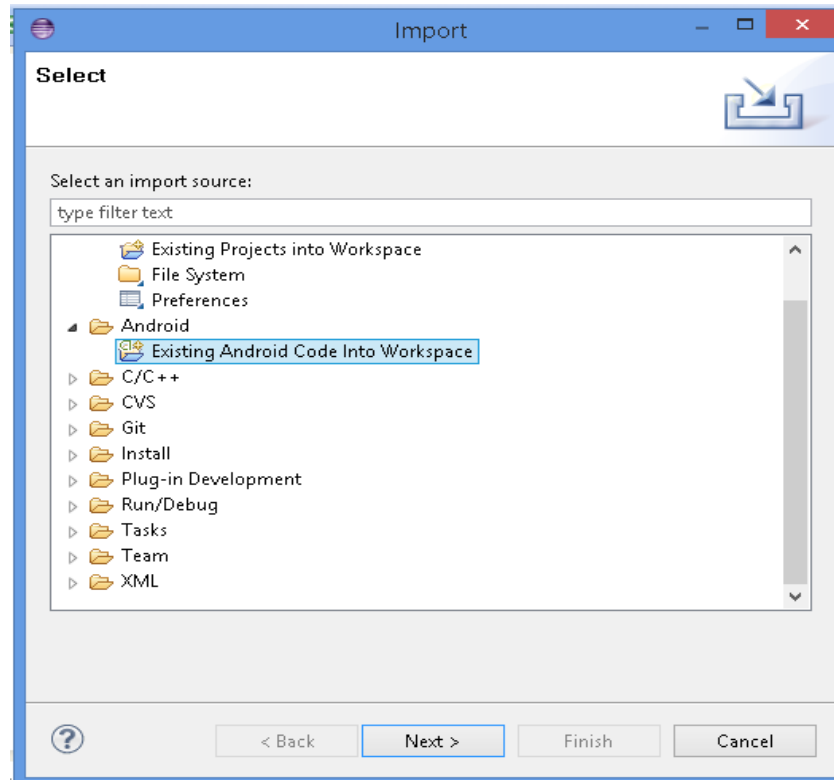 Import
Select
Select an import source:
type filter text
Existing Projects into Workspace
File System
Preferences
Android
Existing Android Code Into Workspace
C/C++
CVS
Git
Install
Plug-in Development
Run/Debug
Tasks
Team
XML
< Back Next > Finish Cancel